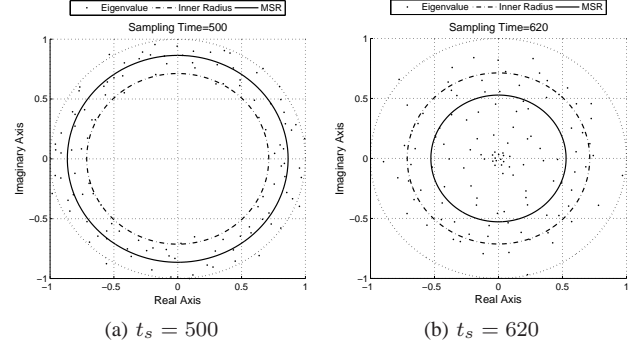 Eigenvalue Inner Radius MSR
Sampling Time=500
1
0.5
0
−0.5
−1
−1 −0.5 0 0.5 1
Imaginary Axis
Real Axis
(a) t_s = 500
Eigenvalue Inner Radius MSR
Sampling Time=620
1
0.5
0
−0.5
−1
−1 −0.5 0 0.5 1
Imaginary Axis
Real Axis
(b) t_s = 620